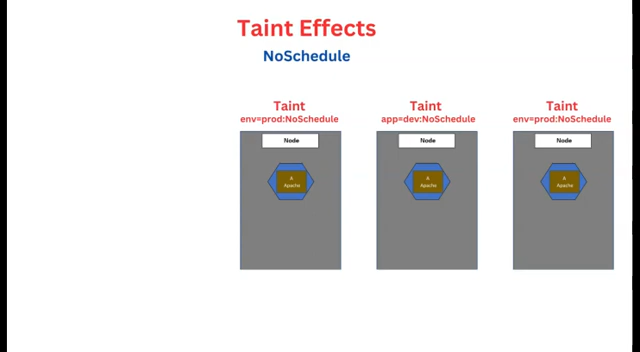 Taint Effects
NoSchedule
Taint
env=prod:NoSchedule
Node
A
Apache
Taint
app=dev:NoSchedule
Node
A
Apache
Taint
env=prod:NoSchedule
Node
A
Apache